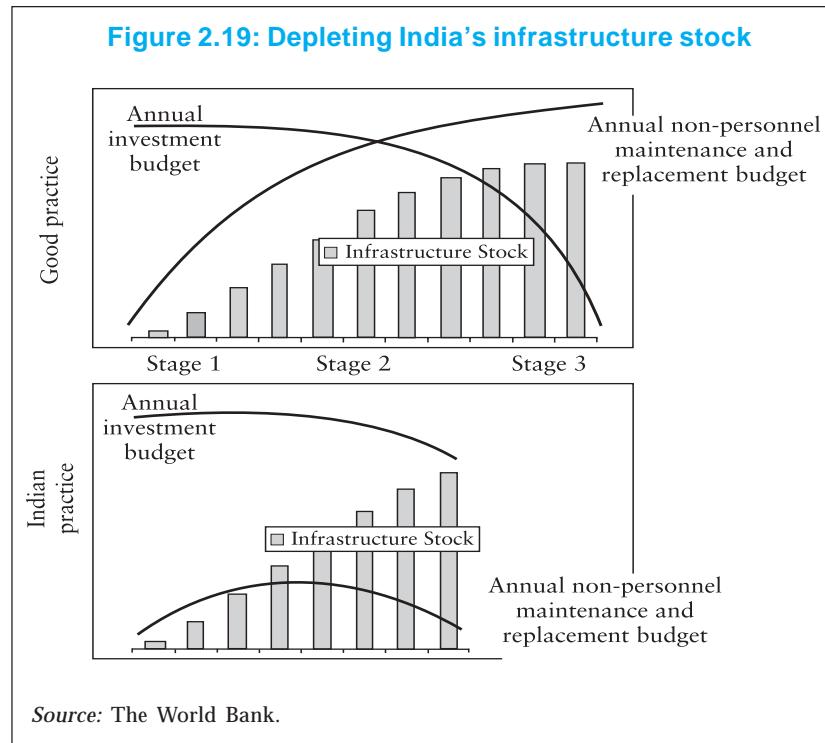 Figure 2.19: Depleting India's infrastructure stock
Good practice
Annual
investment
budget
Annual non-personnel
maintenance and
replacement budget
Infrastructure Stock
Stage 1
Stage 2
Stage 3
Indian
practice
Annual
investment
budget
Infrastructure Stock
Annual non-personnel
maintenance and
replacement budget
Source: The World Bank.